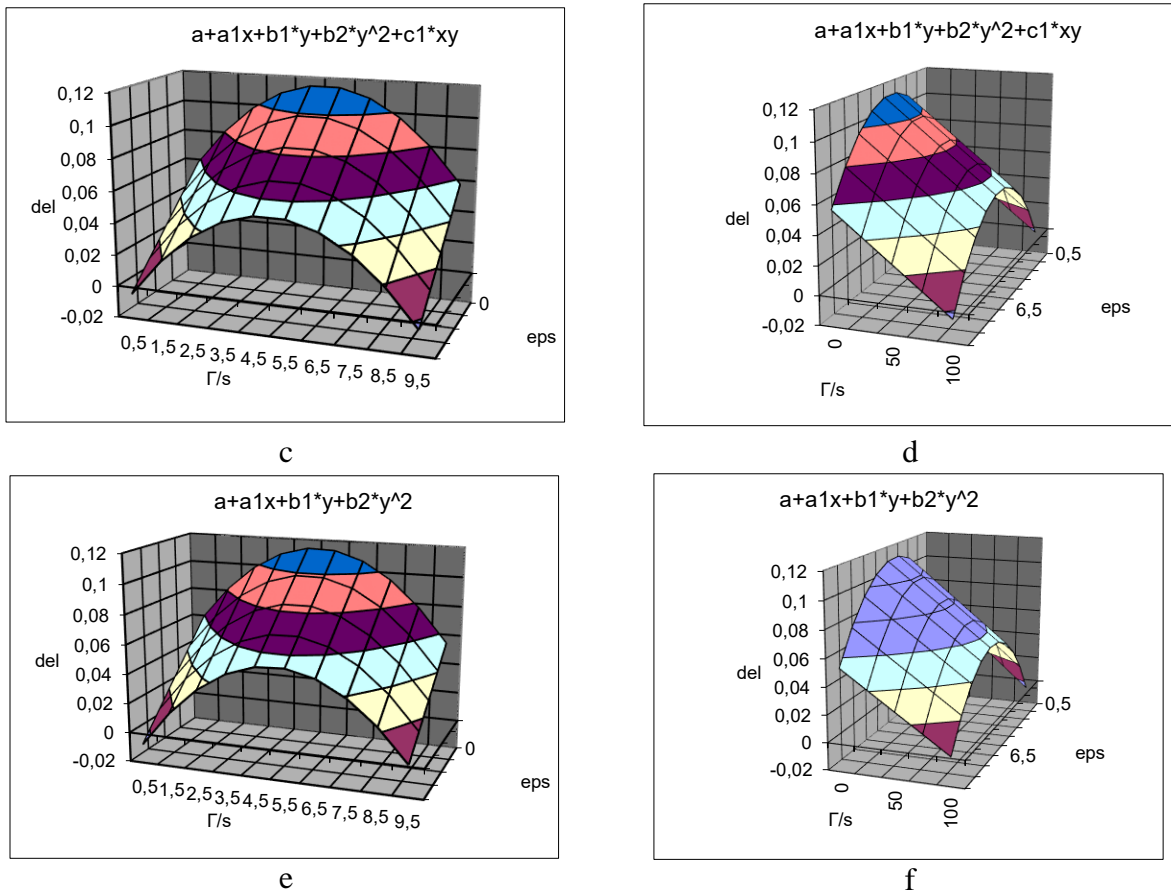 a+a1x+b1*y+b2*y^2+c1*xy
0,12
0,1
0,08
0,06
del
0,04
0,02
0
-0,02
0,5 1,5 2,5 3,5 4,5 5,5 6,5 7,5 8,5 9,5
Γ/s
0
eps
c
a+a1x+b1*y+b2*y^2+c1*xy
0,12
0,1
0,08
0,06
del
0,04
0,02
0
-0,02
0
50
100
Γ/s
0,5
6,5
eps
d
a+a1x+b1*y+b2*y^2
0,12
0,1
0,08
0,06
del
0,04
0,02
0
-0,02
0,5 1,5 2,5 3,5 4,5 5,5 6,5 7,5 8,5 9,5
Γ/s
0
eps
e
a+a1x+b1*y+b2*y^2
0,12
0,1
0,08
0,06
del
0,04
0,02
0
-0,02
0
50
100
Γ/s
0,5
6,5
eps
f